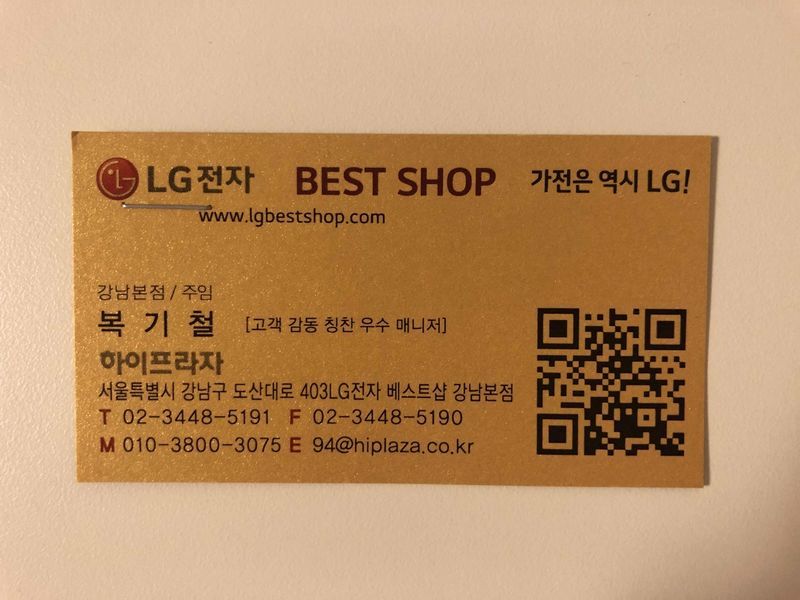 LG전자 BEST SHOP 가전은 역시 LG!
www.lgbestshop.com
강남본점 / 주임
복 기 철 [고객 감동 칭찬 우수 매니저]
하이프라자
서울특별시 강남구 도산대로 403LG전자 베스트샵 강남본점
T 02-3448-5191 F 02-3448-5190
M 010-3800-3075 E 94@hiplaza.co.kr